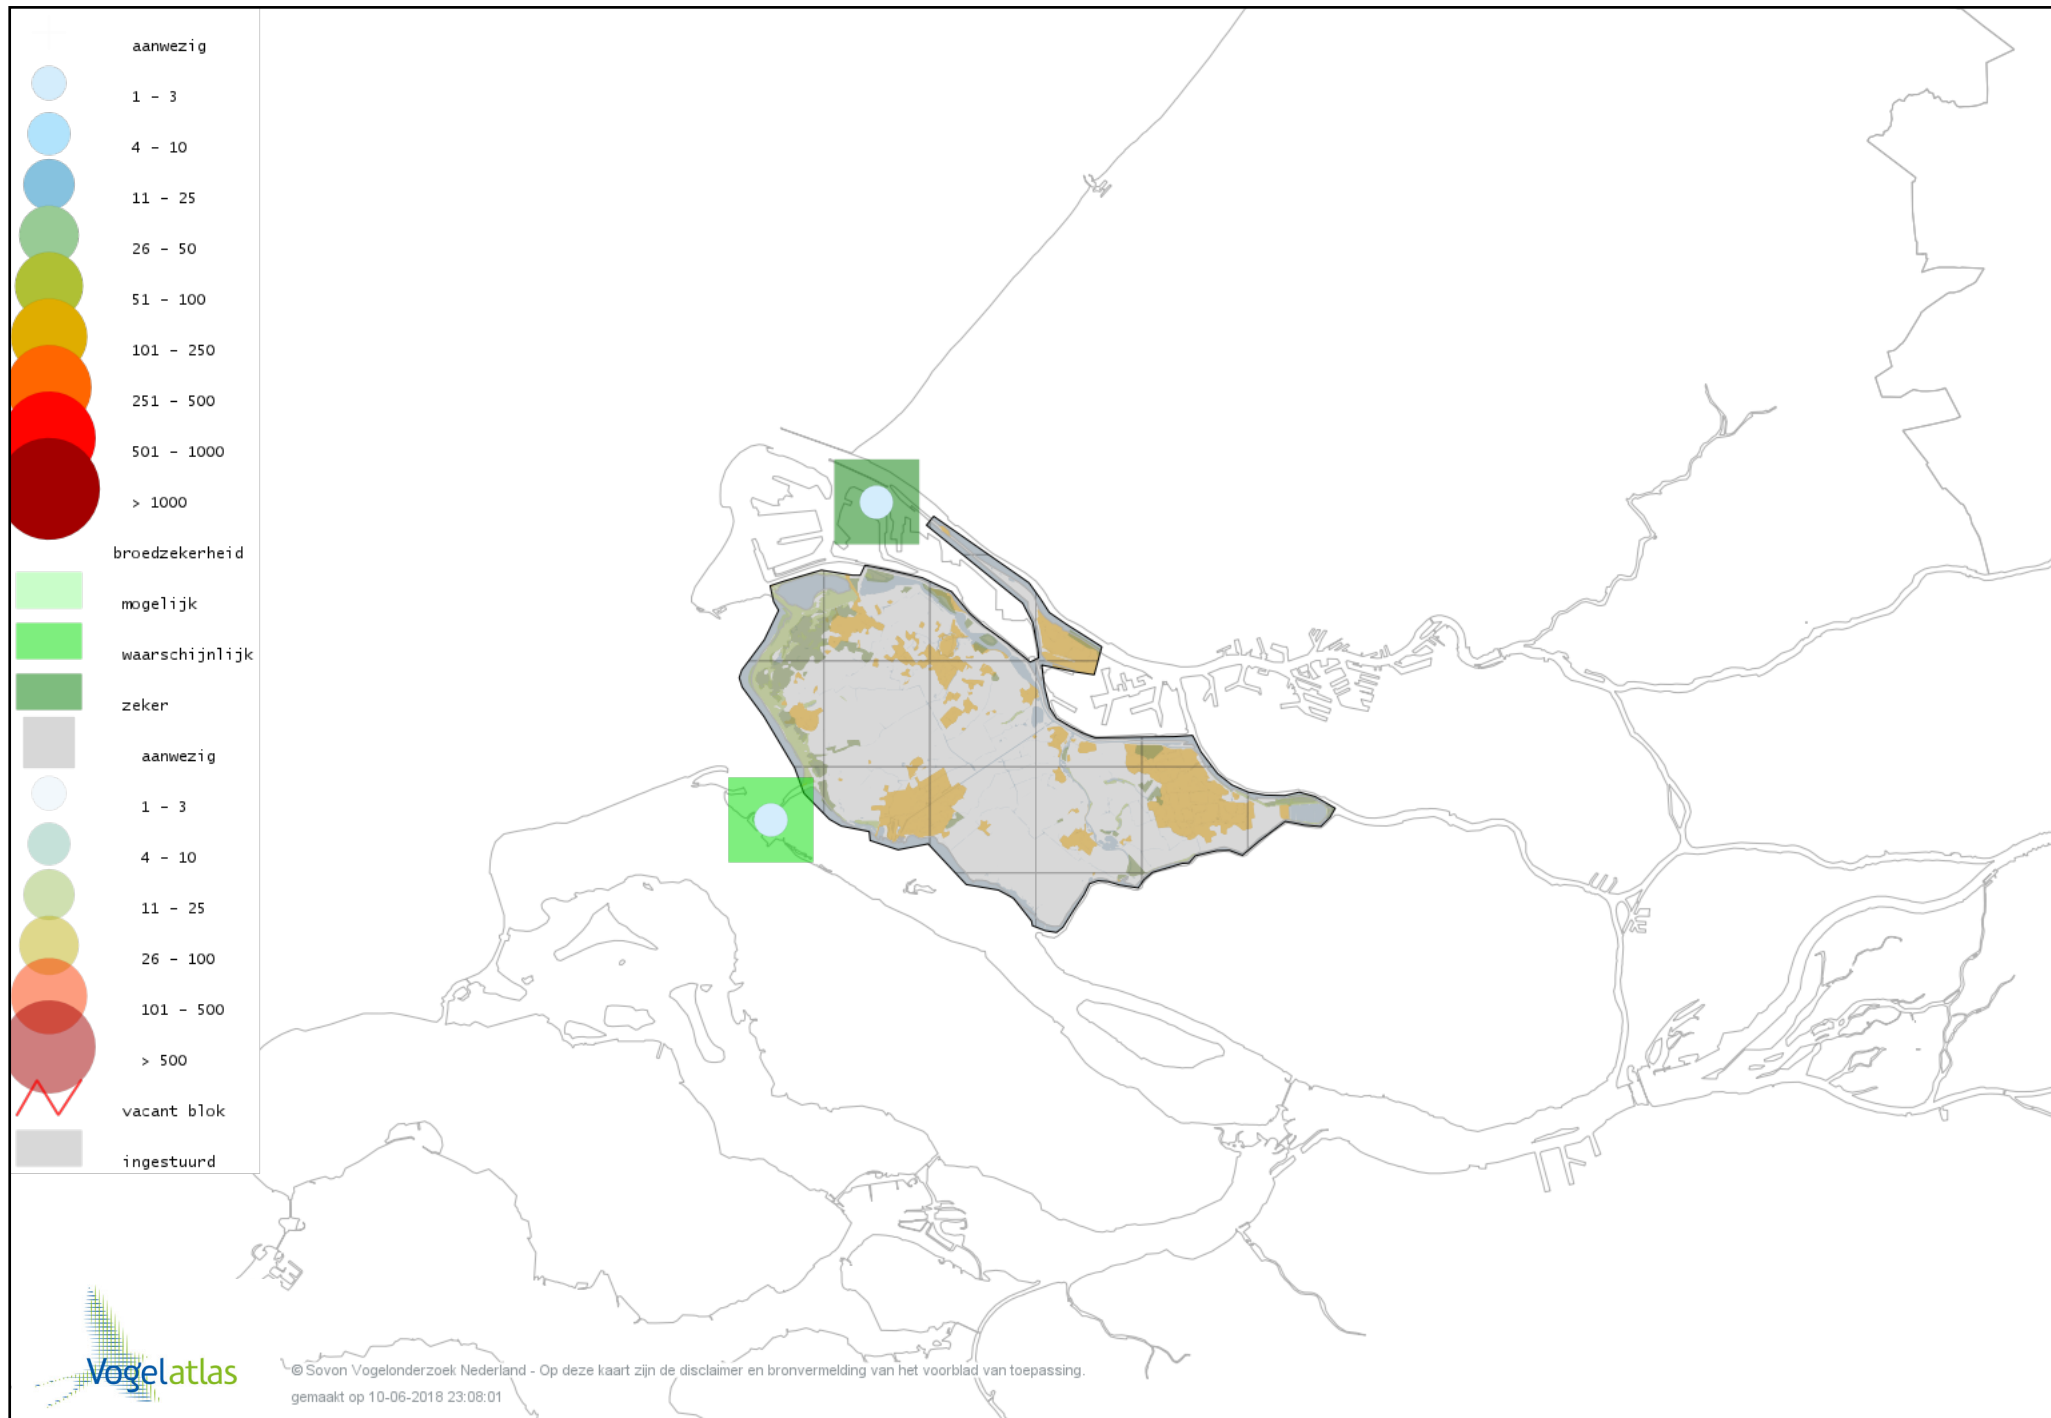 aanwezig
1 - 3
4 - 10
11 - 25
26 - 50
51 - 100
101 - 250
251 - 500
501 - 1000
> 1000
broedzekerheid
mogelijk
waarschijnlijk
zeker
aanwezig
1 - 3
4 - 10
11 - 25
26 - 100
101 - 500
> 500
vacant blok
ingestuurd
Vogelatlas
© Sovon Vogelonderzoek Nederland - Op deze kaart zijn de disclaimer en bronvermelding van het voorblad van toepassing.
gemaakt op 10-06-2018 23:08:01